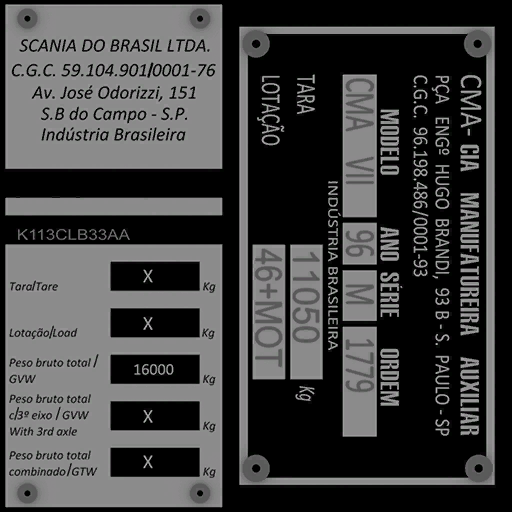 SCANIA DO BRASIL LTDA.
C.G.C. 59.104.901/0001-76
Av. José Odorizzi, 151
S.B do Campo - S.P.
Indústria Brasileira
K113CLB33AA
Tara/Tare X Kg
Lotação/Load X Kg
Peso bruto total /
GVW 16000 Kg
Peso bruto total
c/3º eixo / GVW
With 3rd axle X Kg
Peso bruto total
combinado/GTW X Kg
CMA- CIA MANUFATUREIRA AUXILIAR
PÇA ENGº HUGO BRANDI, 93 B - S. PAULO - SP
C.G.C. 96.198.486/0001-93
MODELO ANO SÉRIE ORDEM
CMA VII 96 M 1779
INDÚSTRIA BRASILEIRA
TARA 11050 Kg
LOTAÇÃO 46+MOT